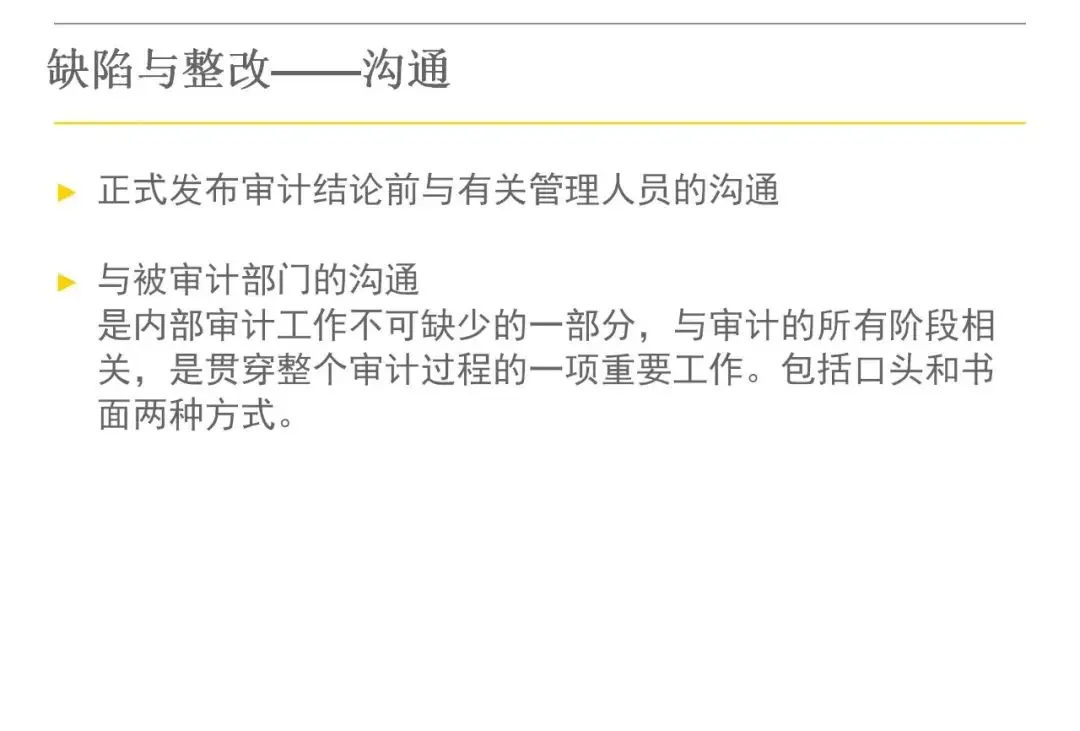 缺陷与整改——沟通
正式发布审计结论前与有关管理人员的沟通
与被审计部门的沟通
是内部审计工作不可缺少的一部分，与审计的所有阶段相
关，是贯穿整个审计过程的一项重要工作。包括口头和书
面两种方式。